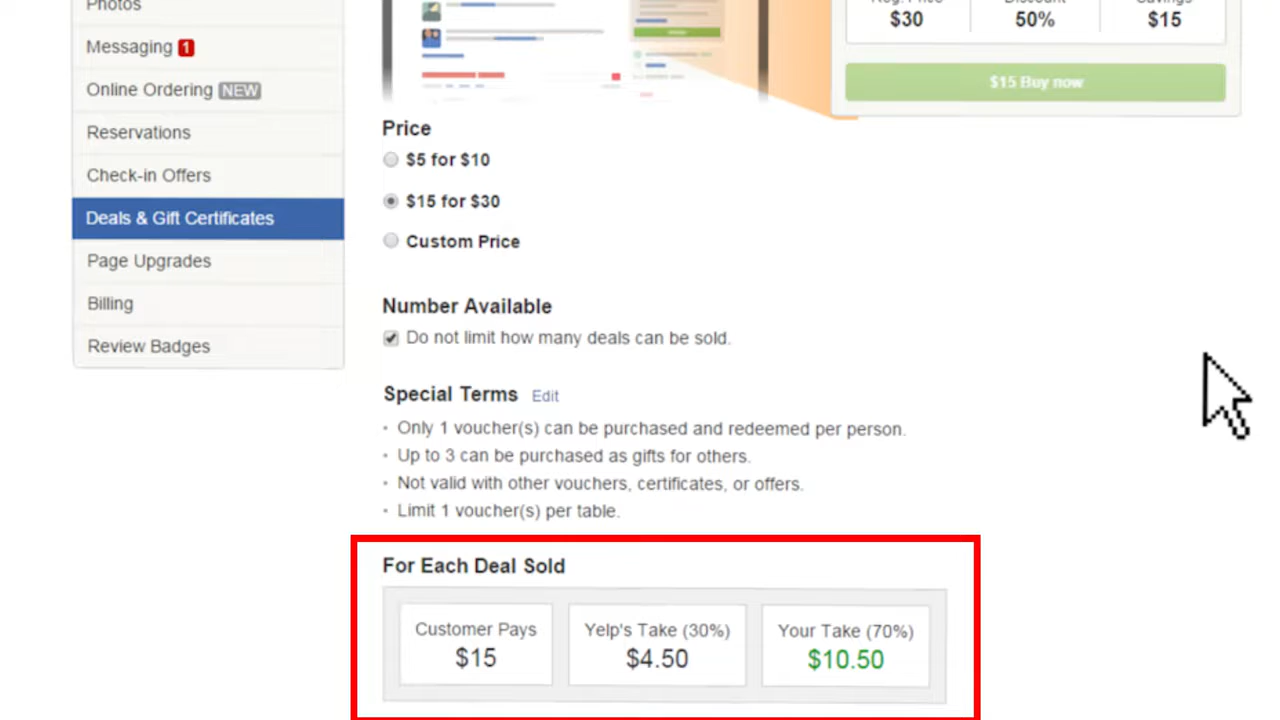 Photos
Messaging 1
Online Ordering NEW
Reservations
Check-in Offers
Deals & Gift Certificates
Page Upgrades
Billing
Review Badges
Reg. Price Discount Savings
$30 50% $15
$15 Buy now
Price
$5 for $10
$15 for $30
Custom Price
Number Available
Do not limit how many deals can be sold.
Special Terms Edit
• Only 1 voucher(s) can be purchased and redeemed per person.
• Up to 3 can be purchased as gifts for others.
• Not valid with other vouchers, certificates, or offers.
• Limit 1 voucher(s) per table.
For Each Deal Sold
Customer Pays Yelp's Take (30%) Your Take (70%)
$15 $4.50 $10.50